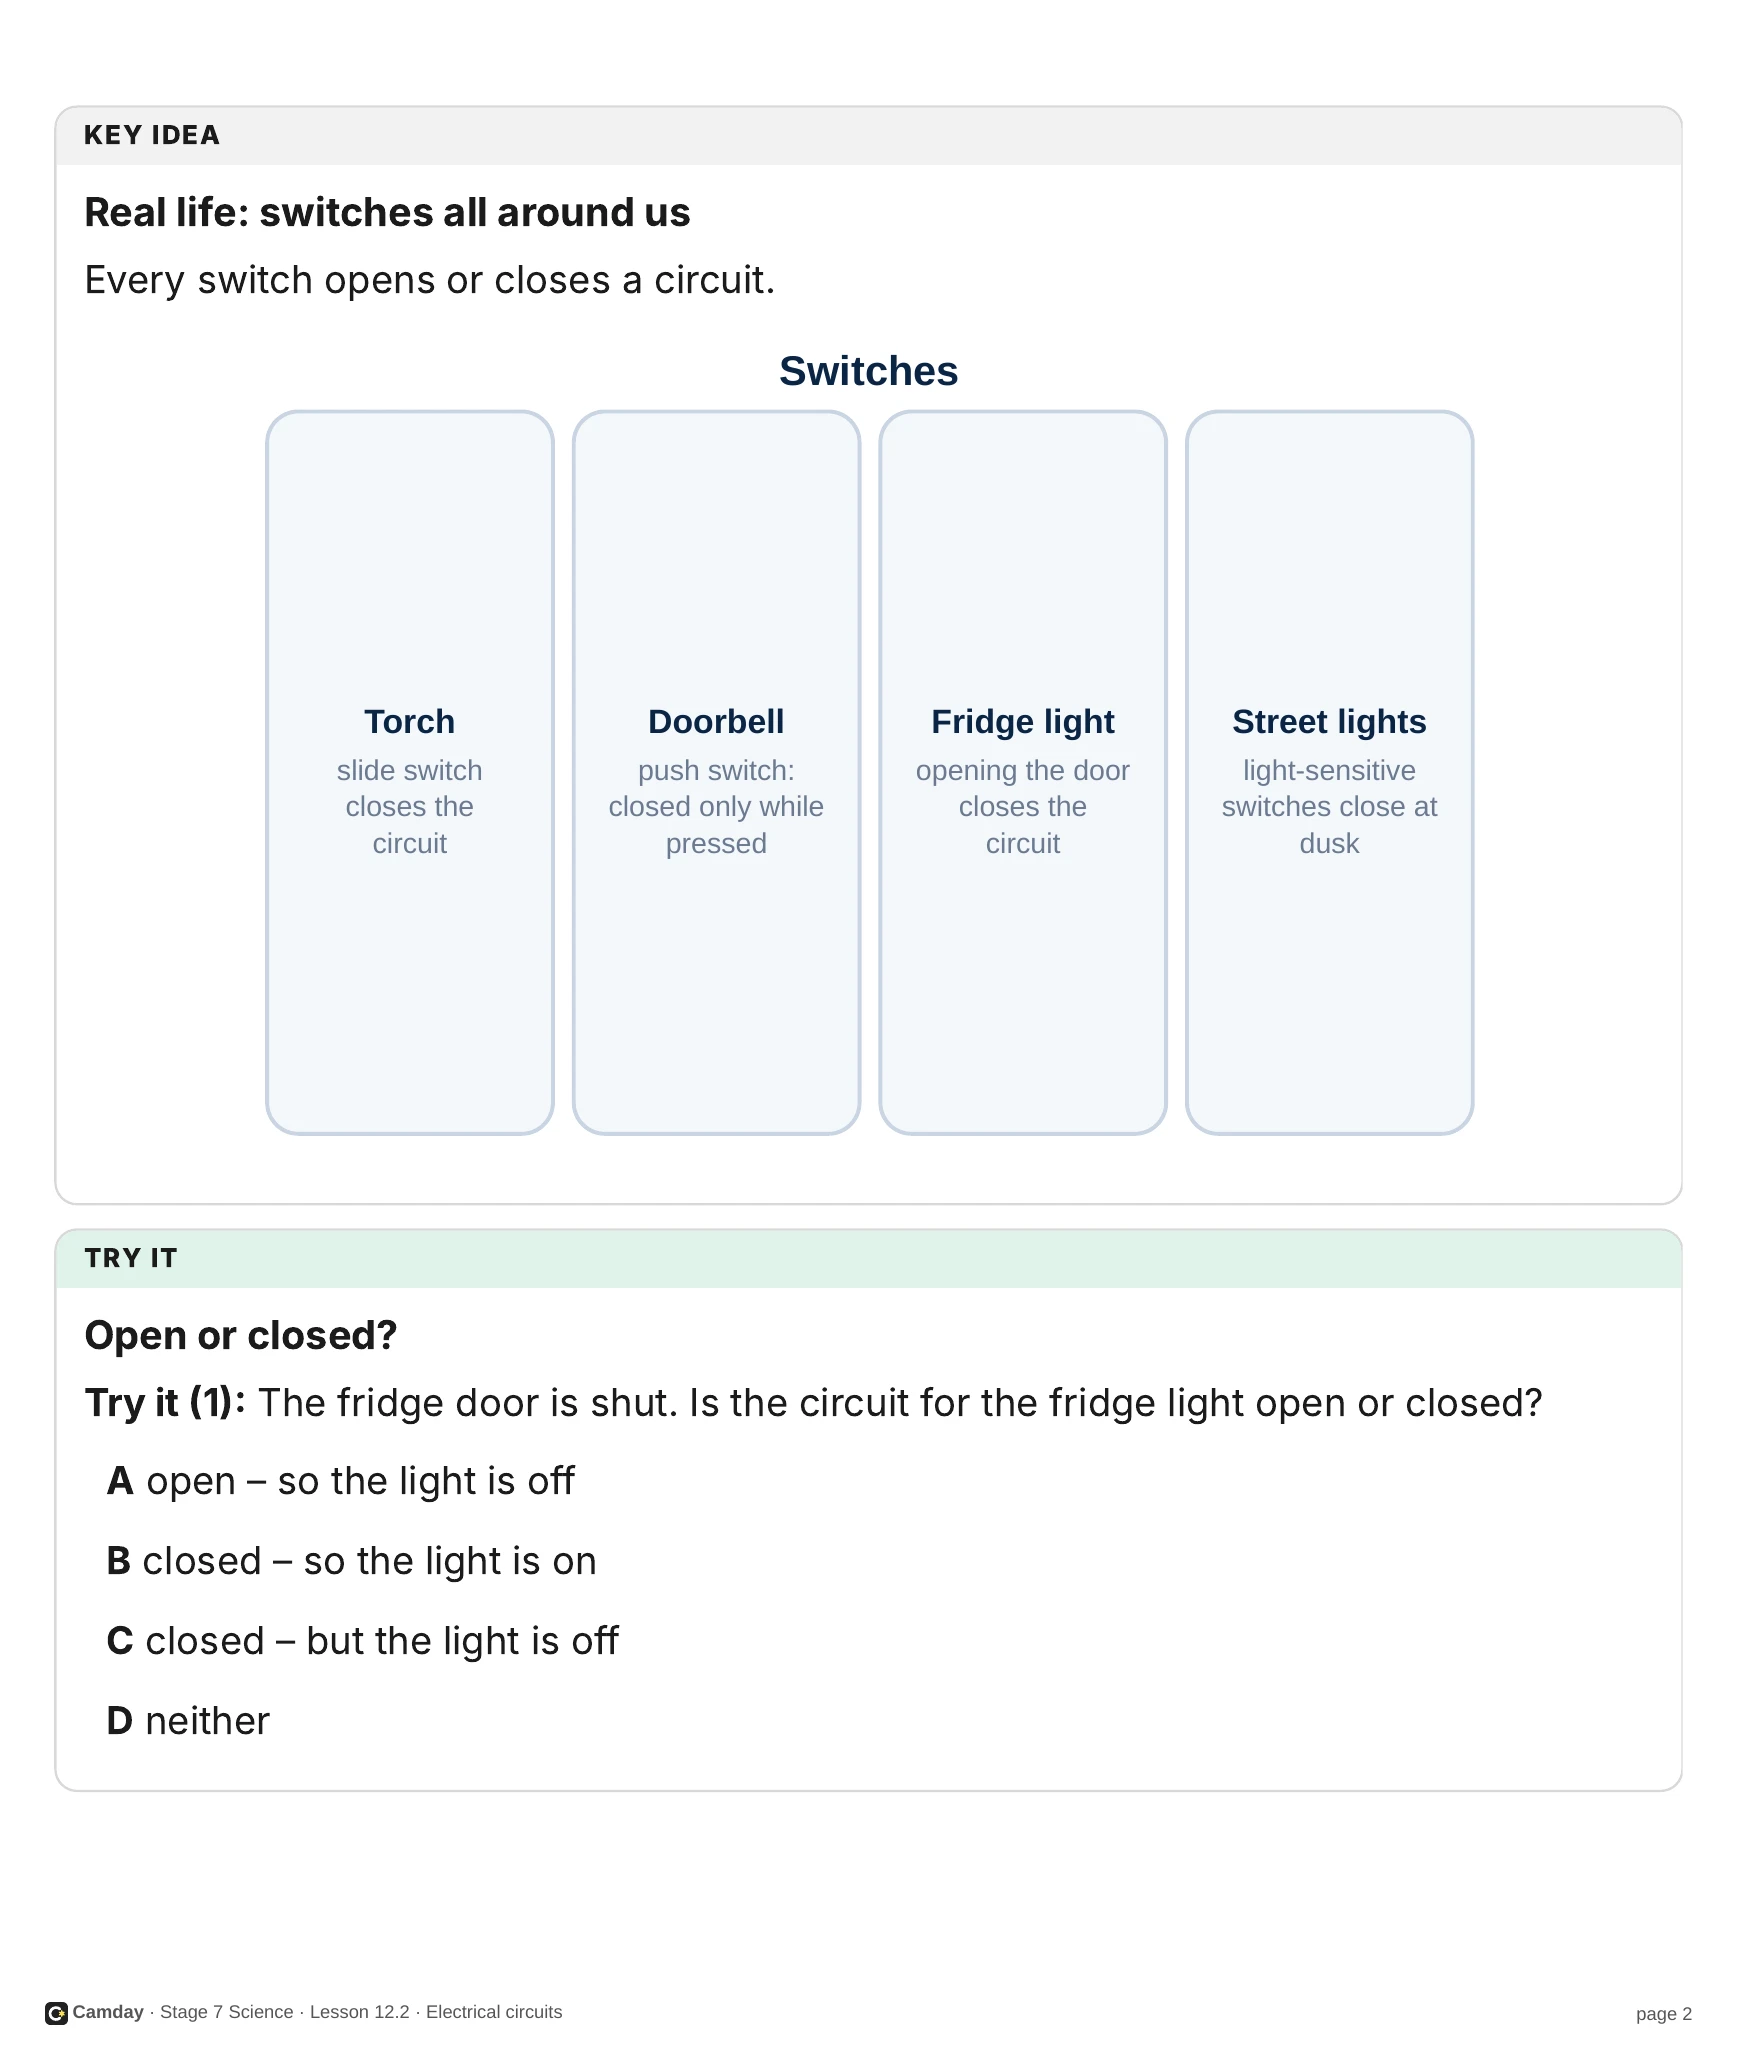 KEY IDEA
Real life: switches all around us
Every switch opens or closes a circuit.
Switches
Torch
slide switch
closes the
circuit
Doorbell
push switch:
closed only while
pressed
Fridge light
opening the door
closes the
circuit
Street lights
light-sensitive
switches close at
dusk
TRY IT
Open or closed?
Try it (1): The fridge door is shut. Is the circuit for the fridge light open or closed?
A open – so the light is off
B closed – so the light is on
C closed – but the light is off
D neither
Camday · Stage 7 Science · Lesson 12.2 · Electrical circuits
page 2